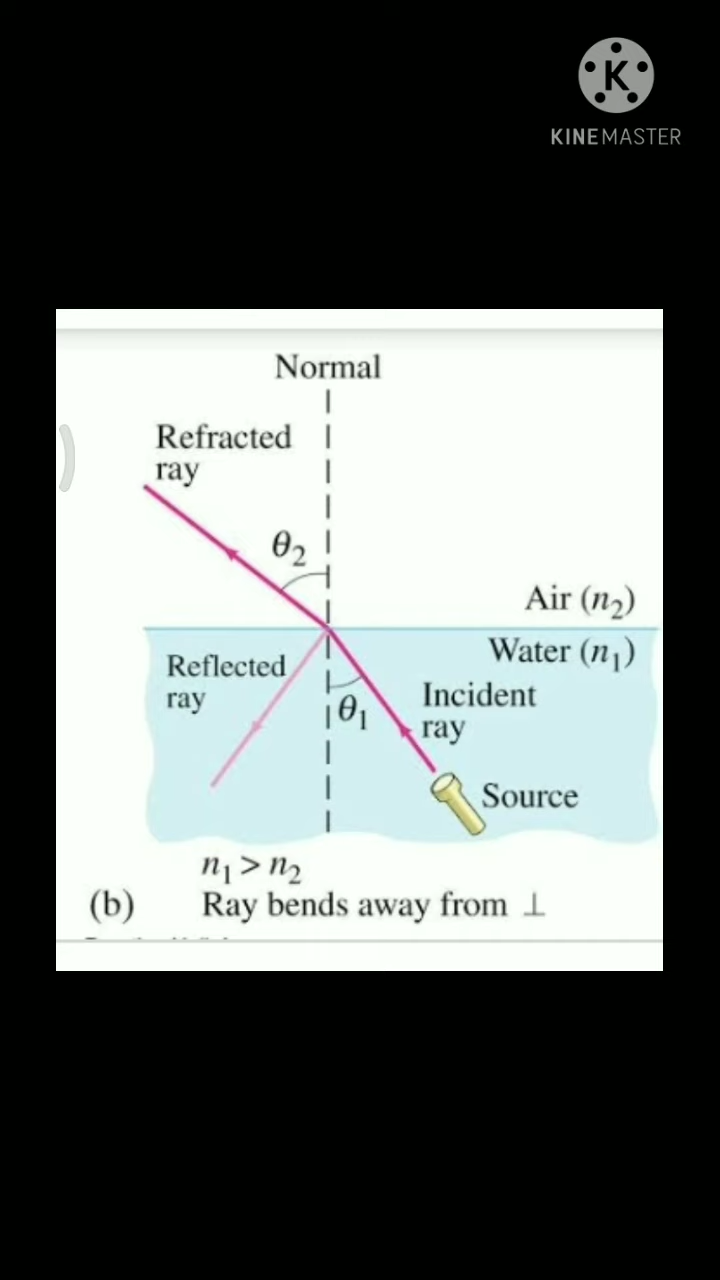 K
KINEMASTER
Normal
Refracted
ray
θ2
Air (n2)
Water (n1)
Reflected
ray
θ1
Incident
ray
Source
n1 > n2
(b) Ray bends away from ⊥